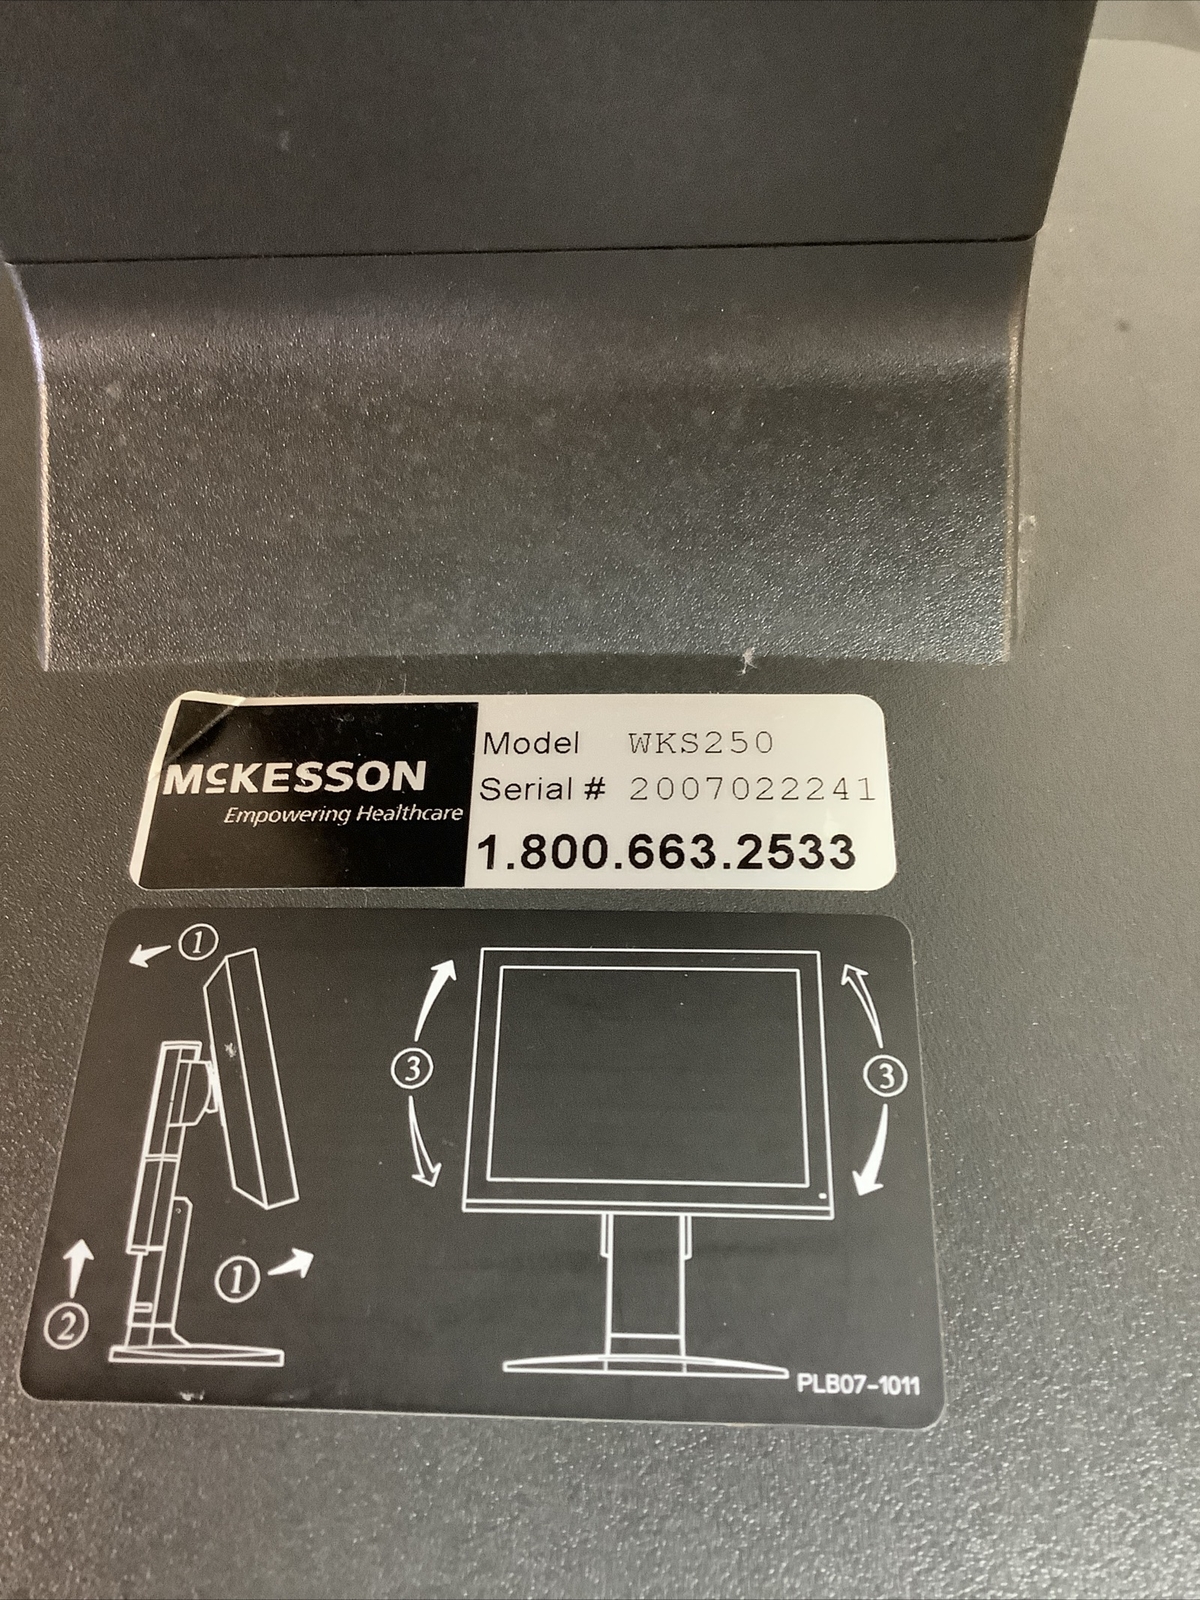 McKESSON
Empowering Healthcare
Model WKS250
Serial # 2007022241
1.800.663.2533
1
3
3
1
2
PLB07-1011